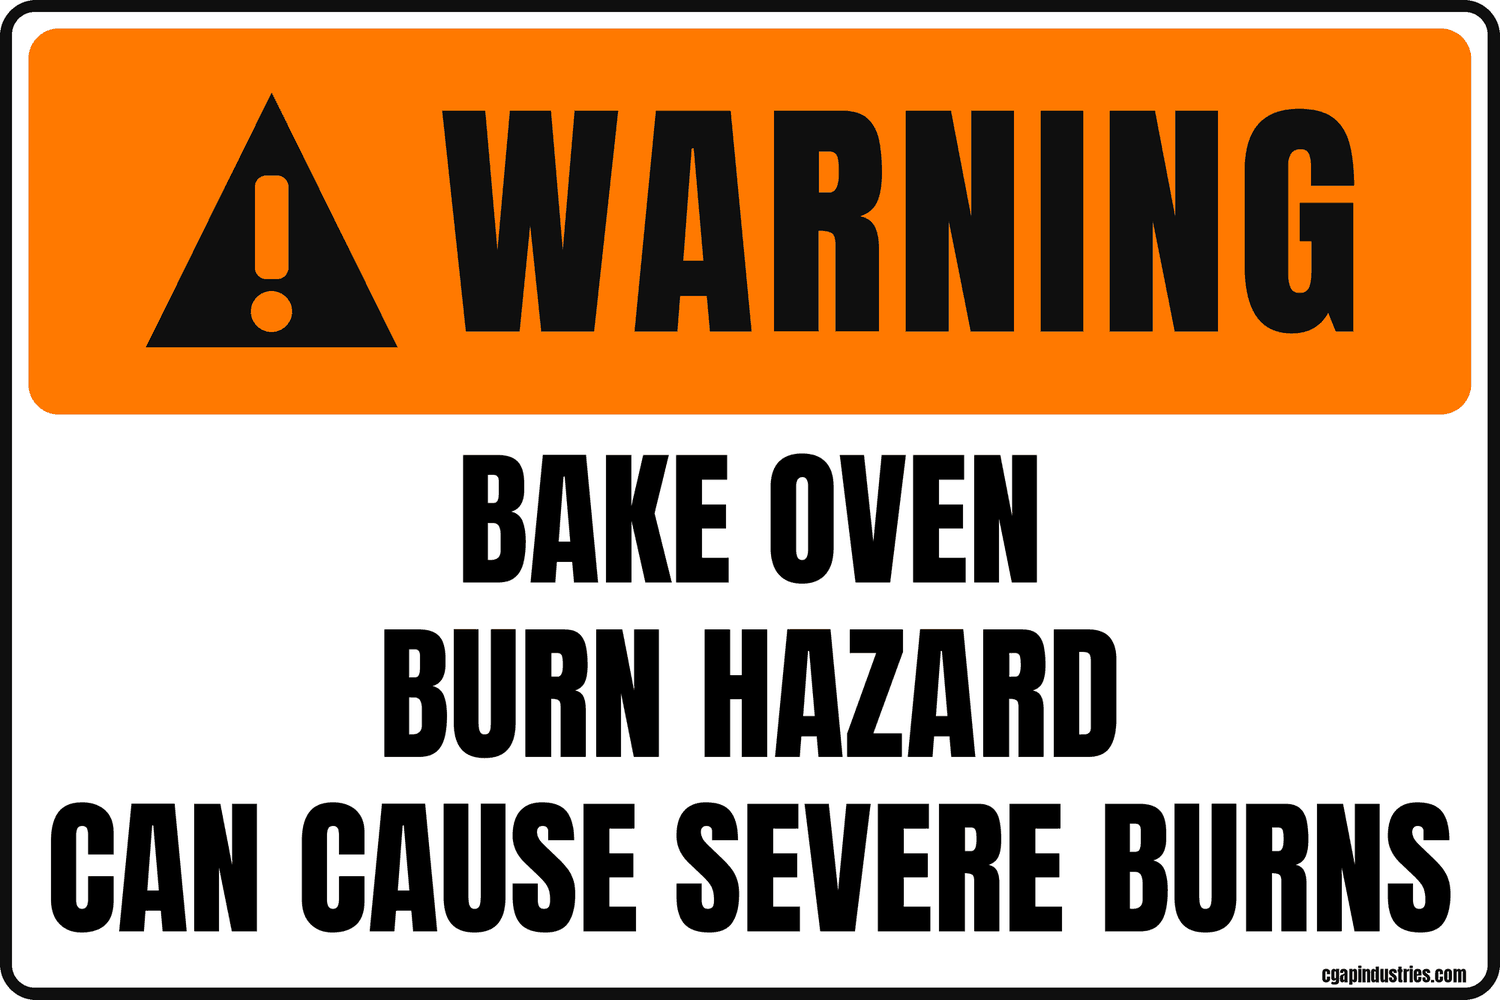 WARNING
BAKE OVEN
BURN HAZARD
CAN CAUSE SEVERE BURNS
cgapindustries.com